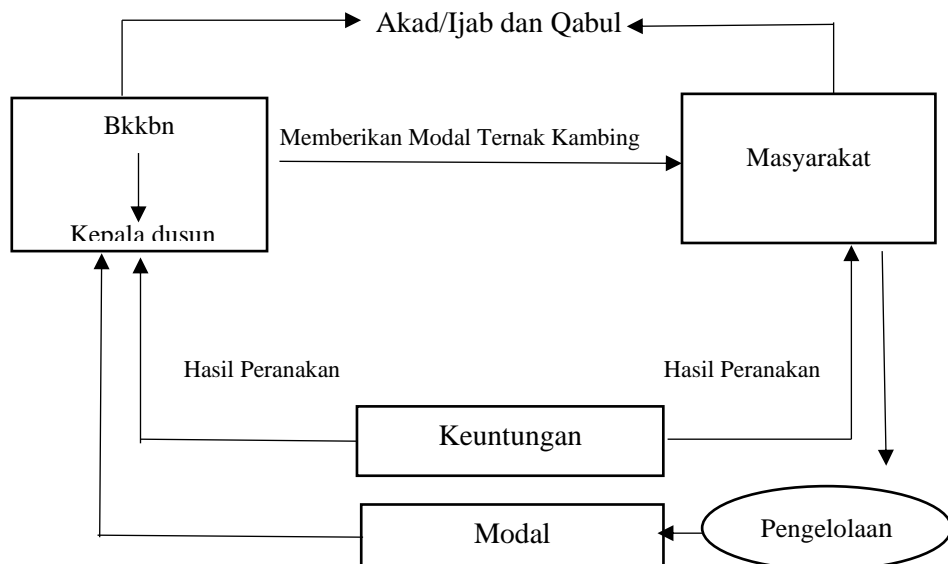 Akad/Ijab dan Qabul
Bkkbn
Memberikan Modal Ternak Kambing
Masyarakat
Kepala dusun
Hasil Peranakan
Hasil Peranakan
Keuntungan
Modal
Pengelolaan